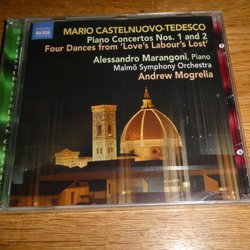 NAXOS
MARIO CASTELNUOVO-TEDESCO
Piano Concertos Nos. 1 and 2
Four Dances from 'Love's Labour's Lost'
Alessandro Marangoni, Piano
Malmö Symphony Orchestra
Andrew Mogrelia